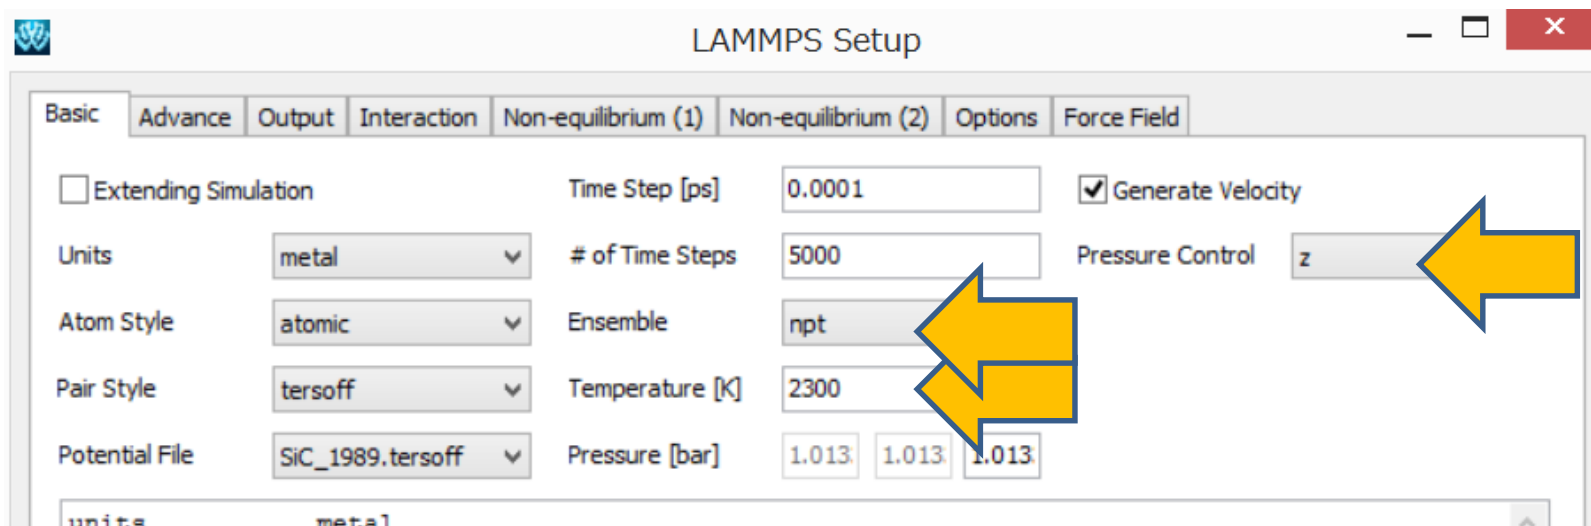 LAMMPS Setup
Basic Advance Output Interaction Non-equilibrium (1) Non-equilibrium (2) Options Force Field
Extending Simulation Time Step [ps] 0.0001 Generate Velocity
Units metal # of Time Steps 5000 Pressure Control z
Atom Style atomic Ensemble npt
Pair Style tersoff Temperature [K] 2300
Potential File SiC_1989.tersoff Pressure [bar] 1.013 1.013 1.013
units metal